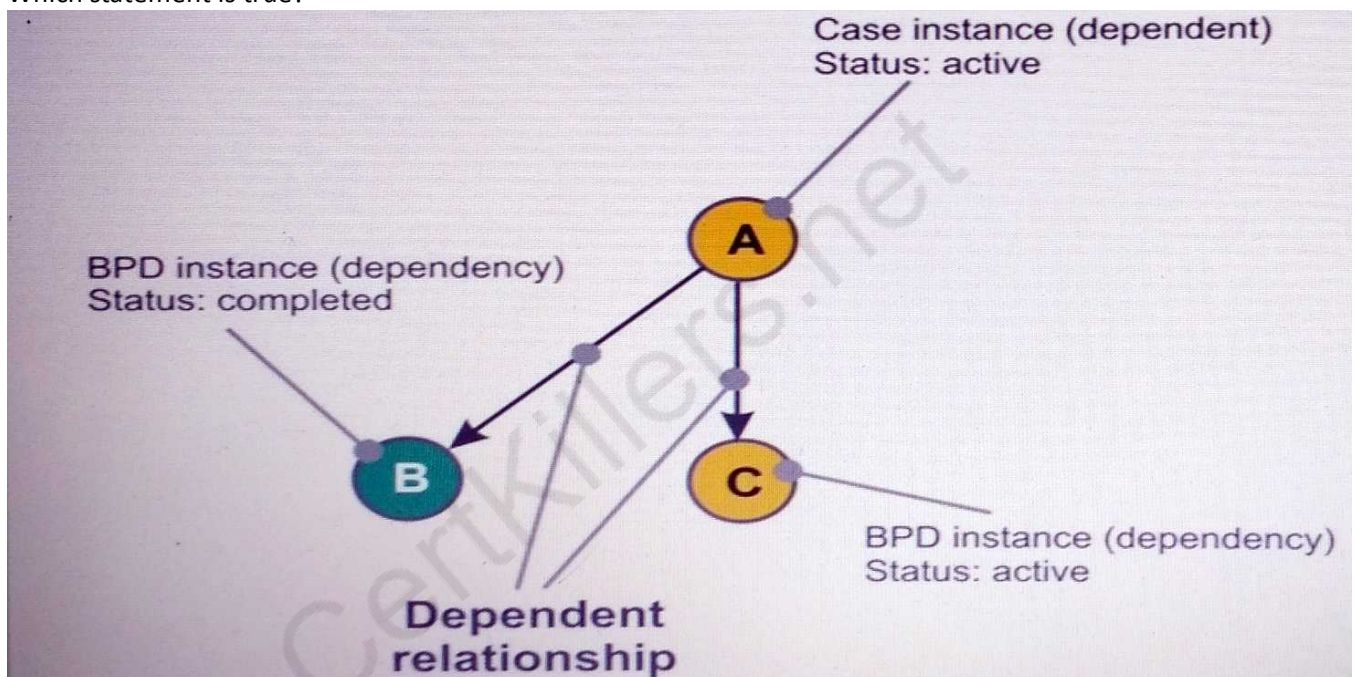 Which statement is true?
Case instance (dependent)
Status: active
A
BPD instance (dependency)
Status: completed
B
C
BPD instance (dependency)
Status: active
Dependent
relationship
CertKillers.net